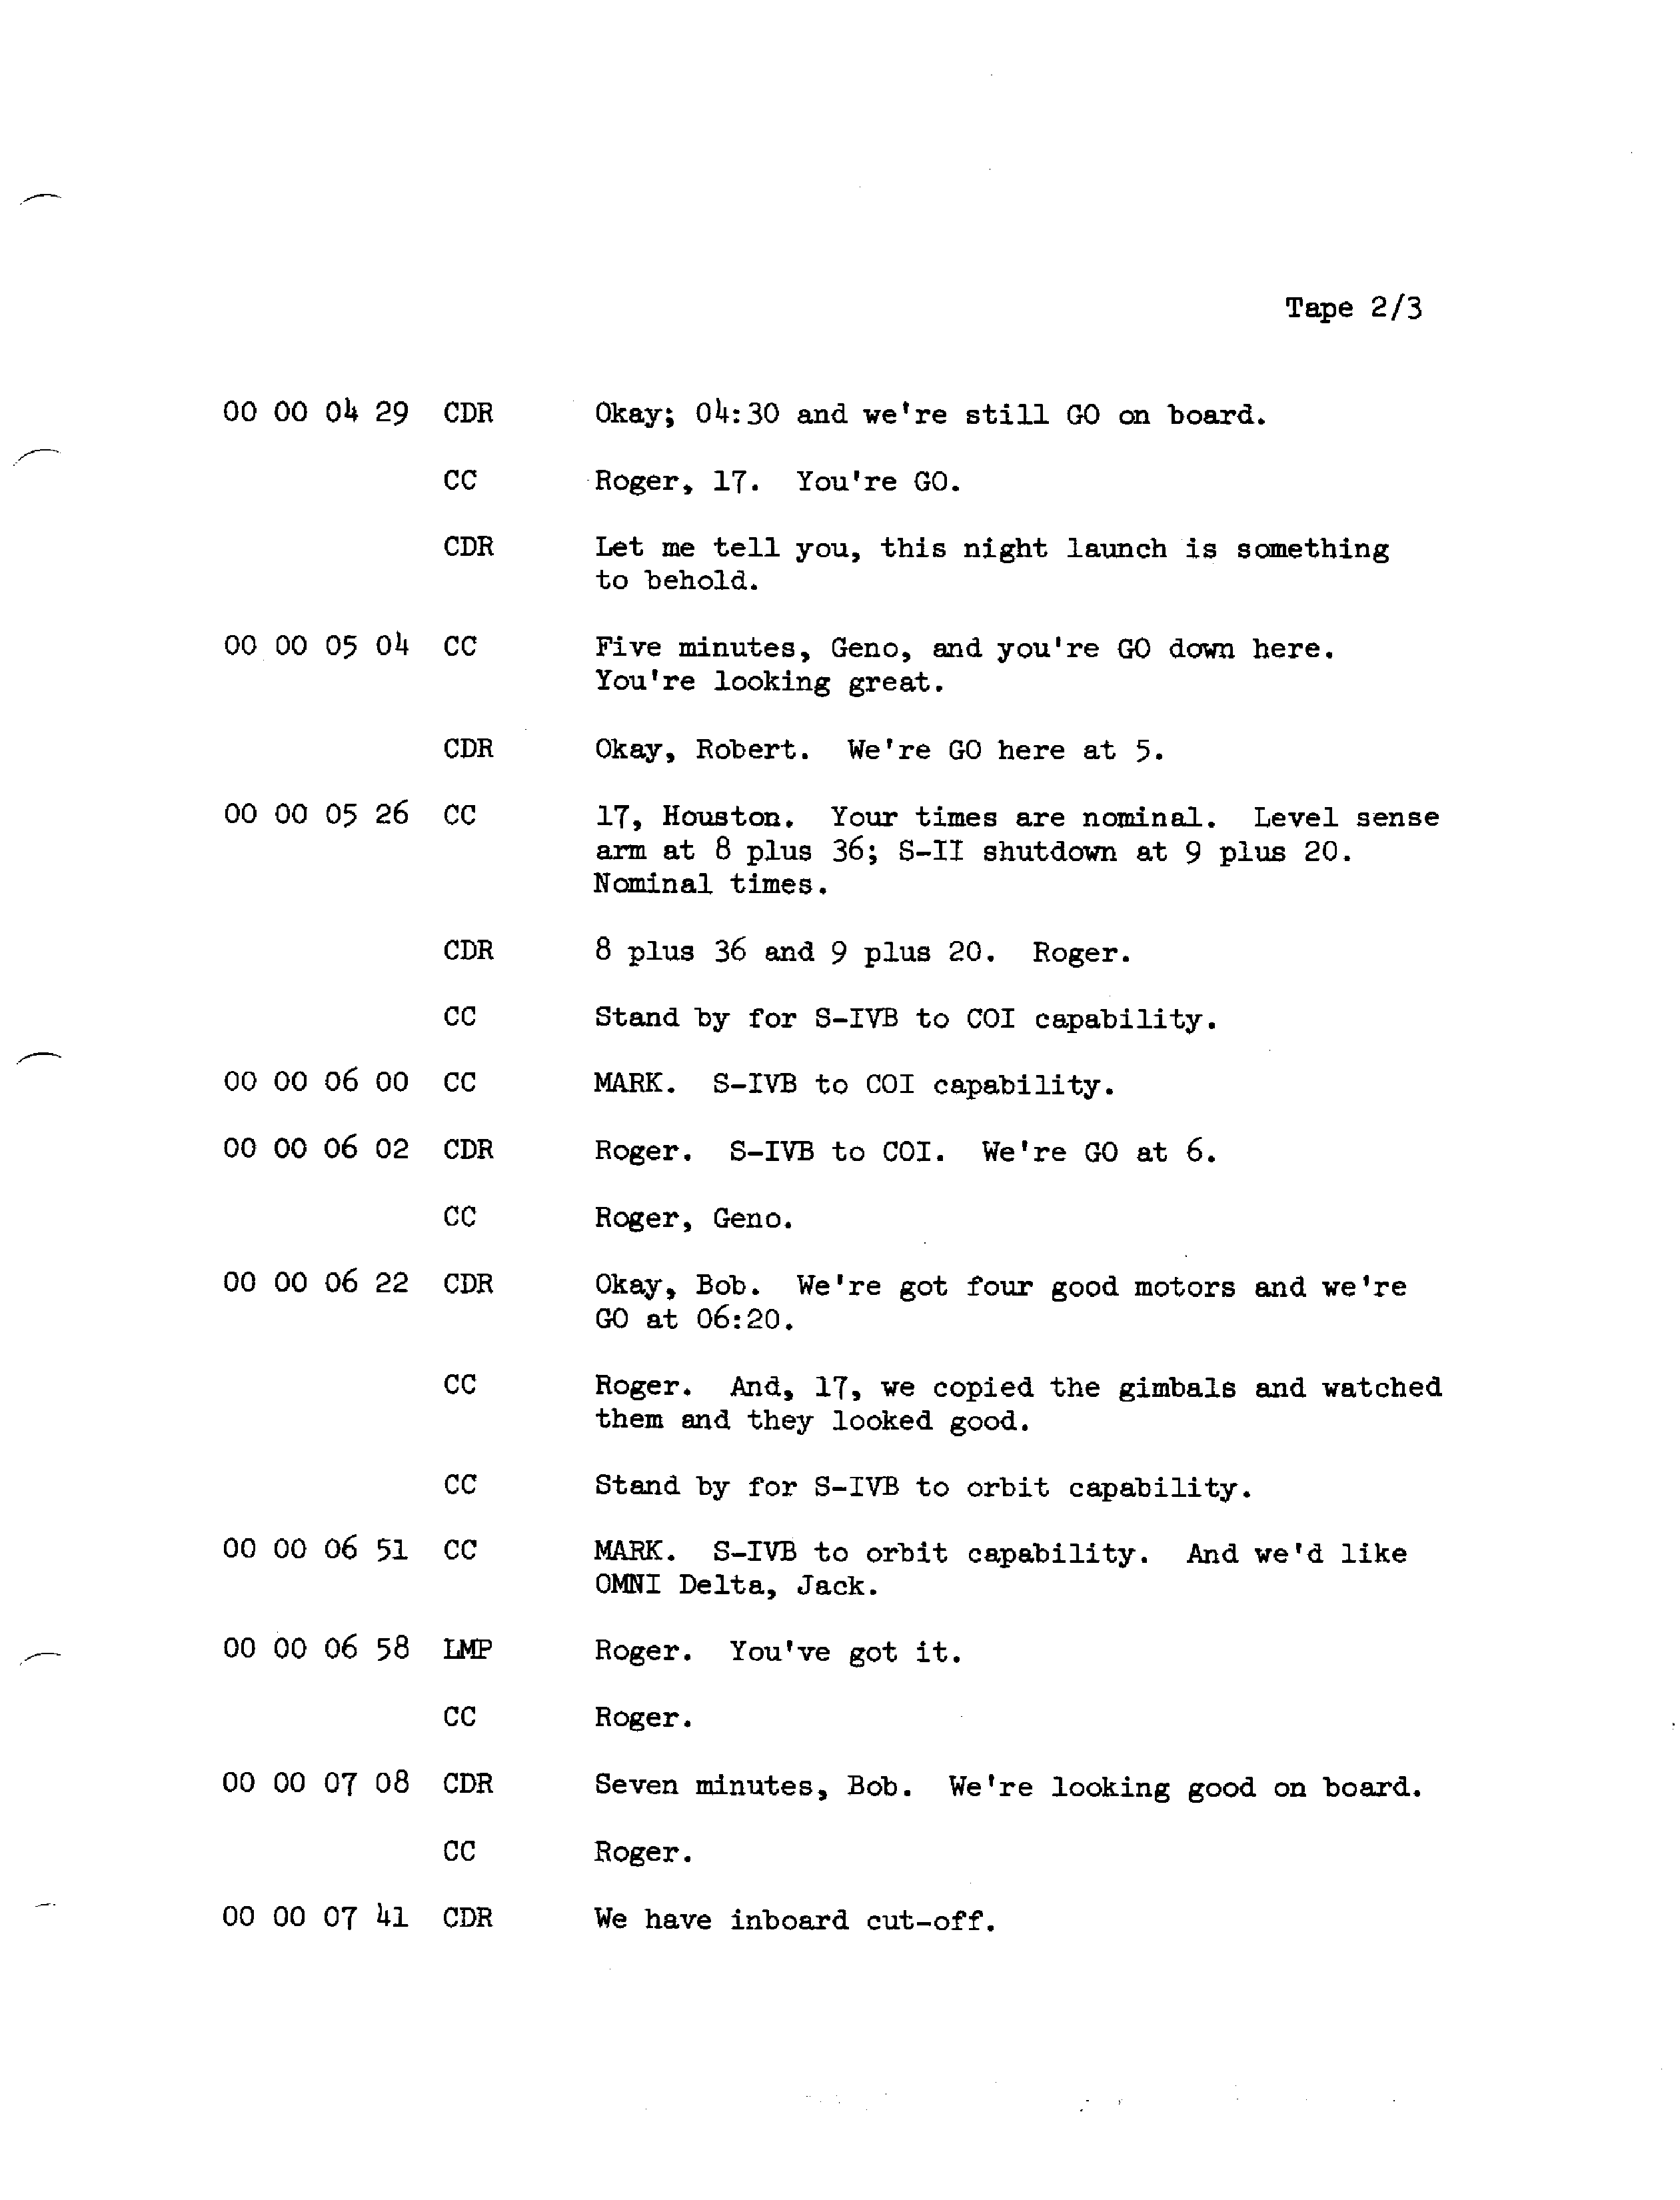 Tape 2/3
00 00 04 29 CDR Okay; 04:30 and we're still GO on board.
CC Roger, 17. You're GO.
CDR Let me tell you, this night launch is something
to behold.
00 00 05 04 CC Five minutes, Geno, and you're GO down here.
You're looking great.
CDR Okay, Robert. We're GO here at 5.
00 00 05 26 CC 17, Houston. Your times are nominal. Level sense
arm at 8 plus 36; S-II shutdown at 9 plus 20.
Nominal times.
CDR 8 plus 36 and 9 plus 20. Roger.
CC Stand by for S-IVB to COI capability.
00 00 06 00 CC MARK. S-IVB to COI capability.
00 00 06 02 CDR Roger. S-IVB to COI. We're GO at 6.
CC Roger, Geno.
00 00 06 22 CDR Okay, Bob. We're got four good motors and we're
GO at 06:20.
CC Roger. And, 17, we copied the gimbals and watched
them and they looked good.
CC Stand by for S-IVB to orbit capability.
00 00 06 51 CC MARK. S-IVB to orbit capability. And we'd like
OMNI Delta, Jack.
00 00 06 58 LMP Roger. You've got it.
CC Roger.
00 00 07 08 CDR Seven minutes, Bob. We're looking good on board.
CC Roger.
00 00 07 41 CDR We have inboard cut-off.